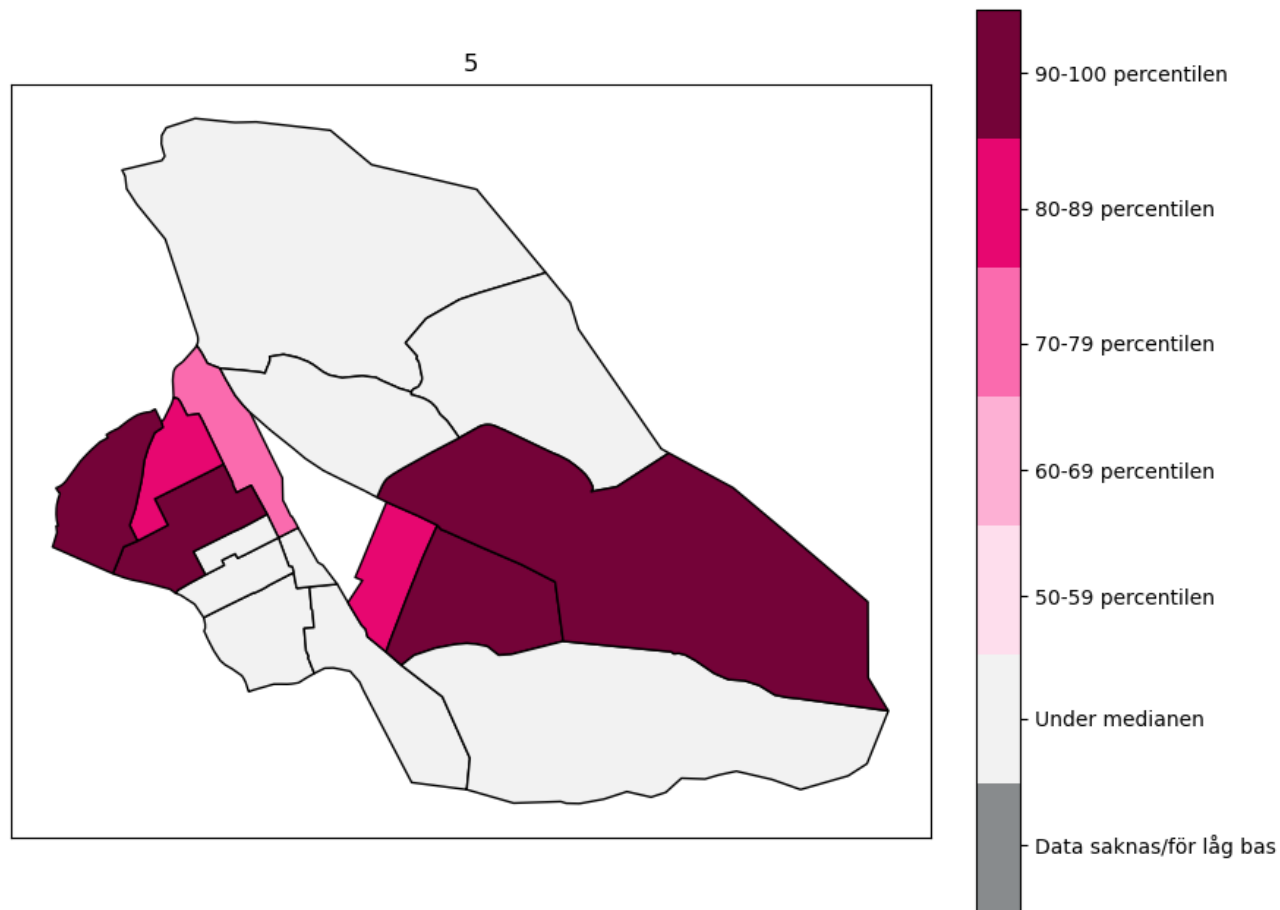 5
90-100 percentilen
80-89 percentilen
70-79 percentilen
60-69 percentilen
50-59 percentilen
Under medianen
Data saknas/för låg bas